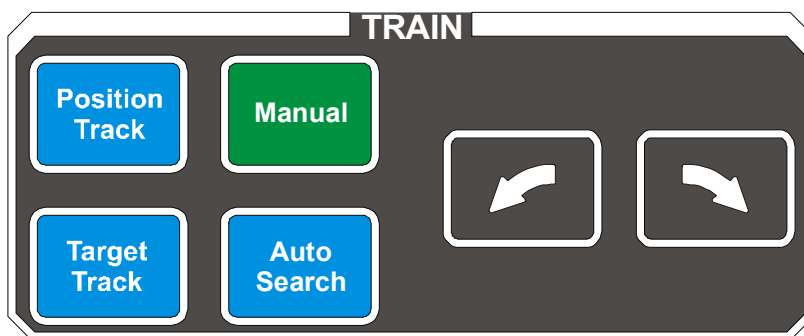 TRAIN
Position
Track
Manual
Target
Track
Auto
Search